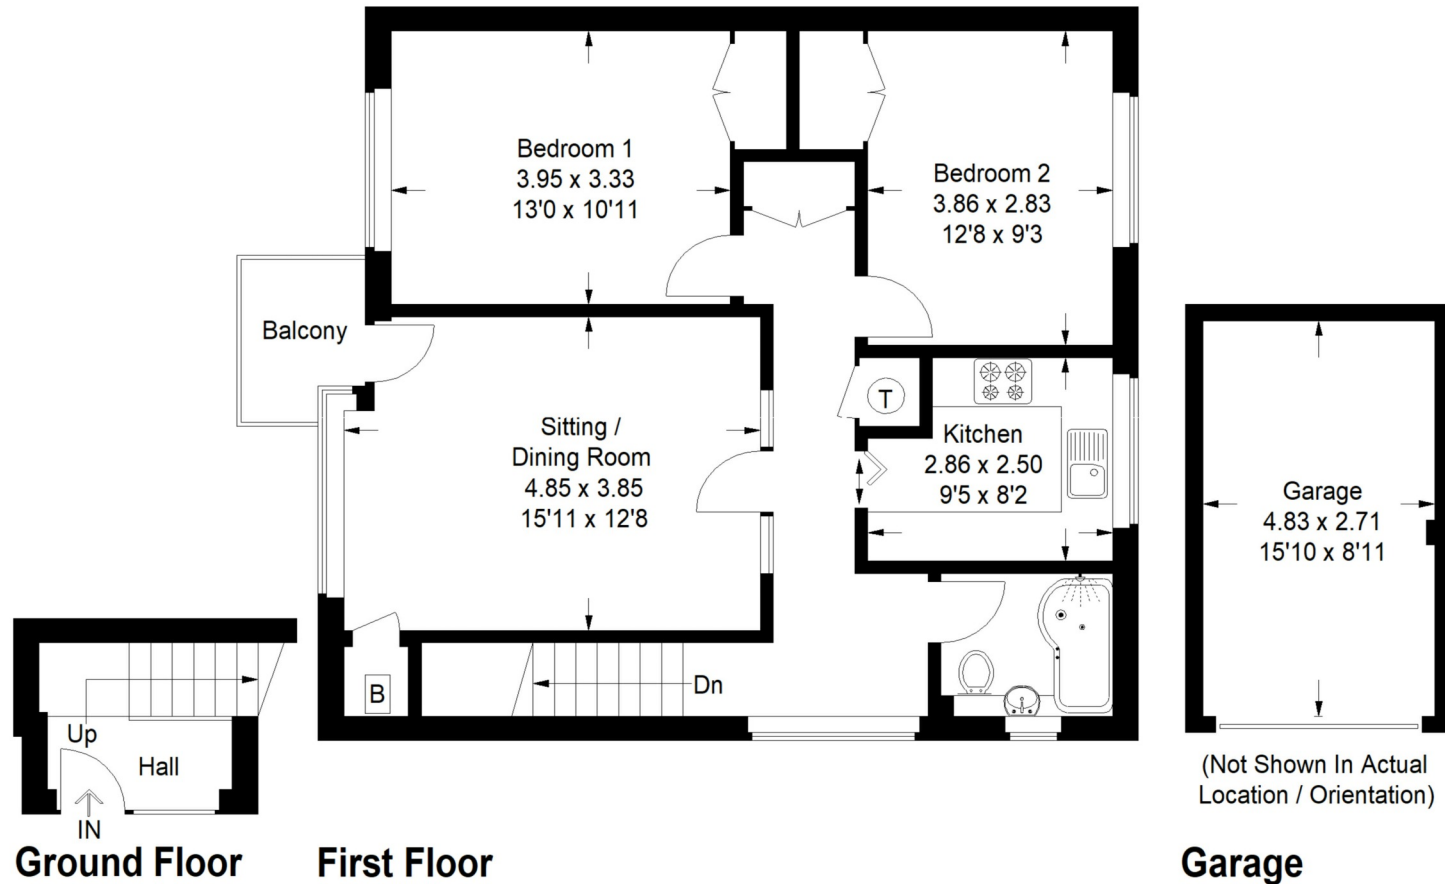 Bedroom 1
3.95 x 3.33
13'0 x 10'11
Bedroom 2
3.86 x 2.83
12'8 x 9'3
Balcony
Sitting /
Dining Room
4.85 x 3.85
15'11 x 12'8
T
Kitchen
2.86 x 2.50
9'5 x 8'2
Garage
4.83 x 2.71
15'10 x 8'11
B
Dn
Up
Hall
IN
(Not Shown In Actual
Location / Orientation)
Ground Floor
First Floor
Garage